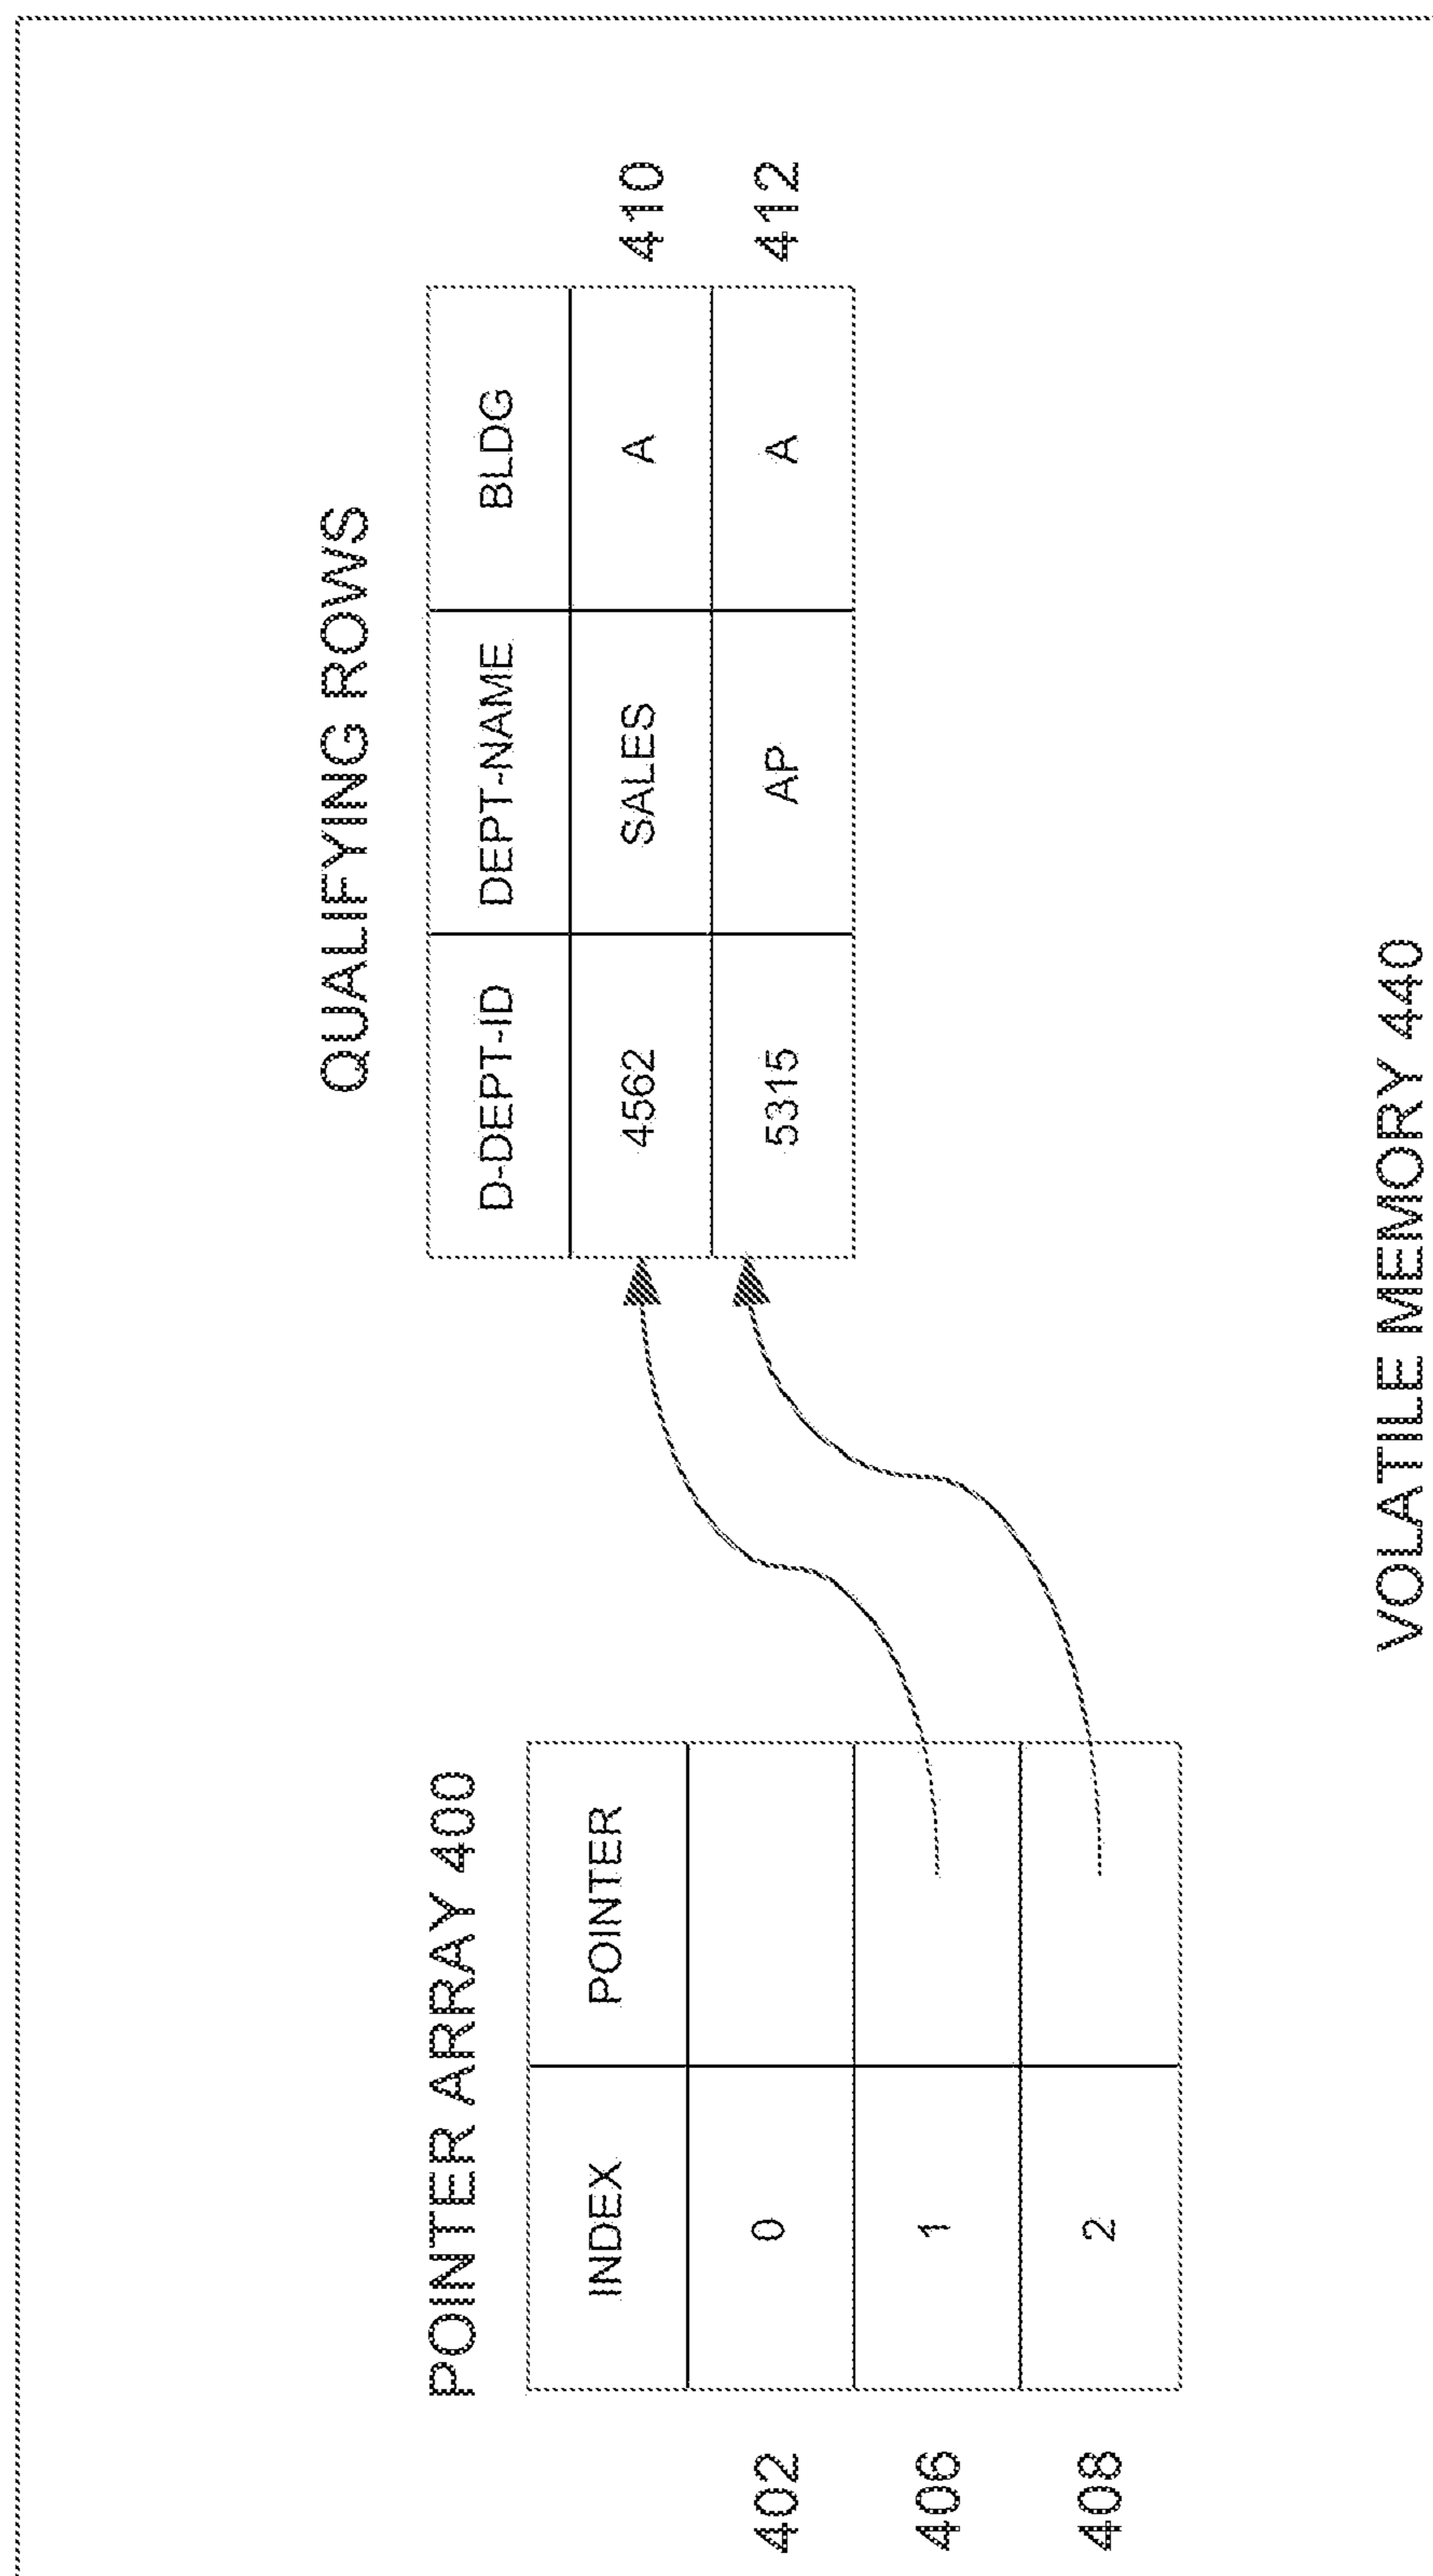 QUALIFYING ROWS
D-DEPT-ID DEPT-NAME BLDG
4562 SALES A 410
5315 AP A 412
POINTER ARRAY 400
INDEX POINTER
402 0
406 1
408 2
VOLATILE MEMORY 440